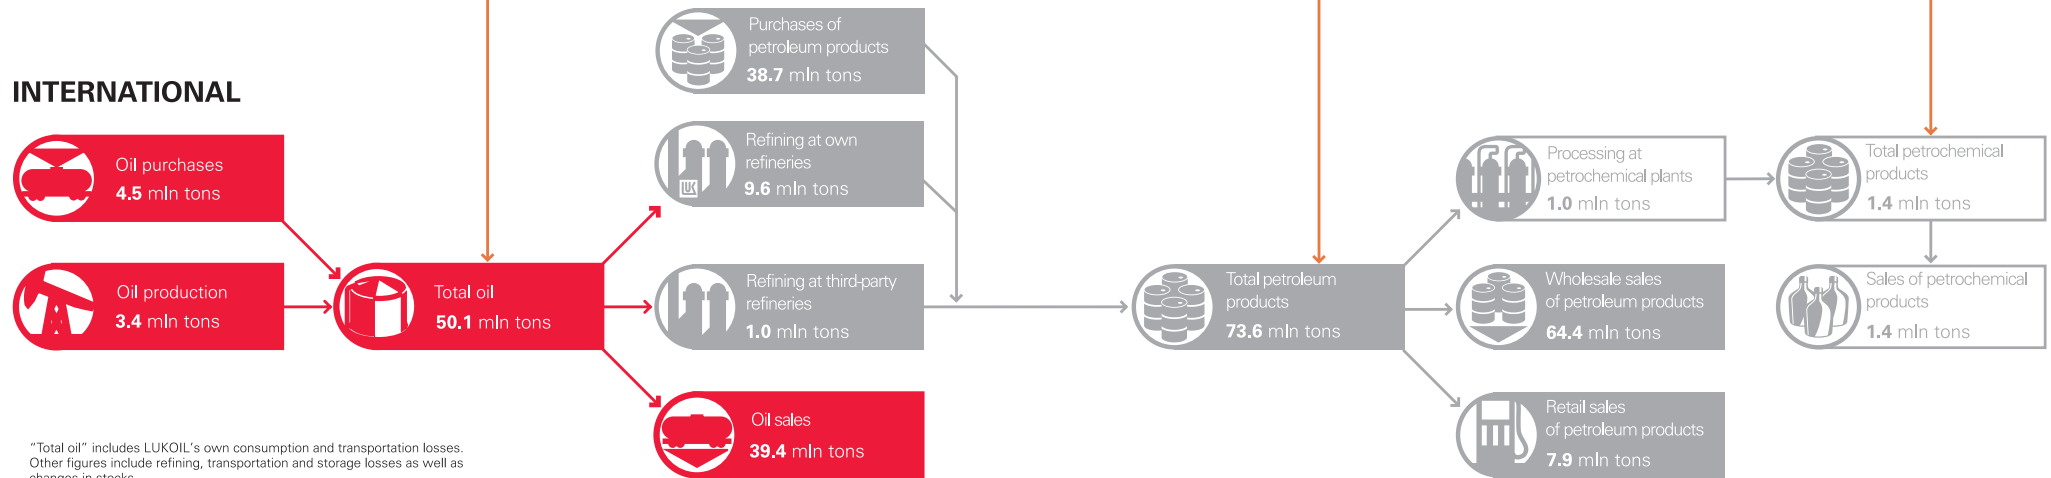 INTERNATIONAL
Oil purchases
4.5 mln tons
Oil production
3.4 mln tons
Total oil
50.1 mln tons
Purchases of
petroleum products
38.7 mln tons
Refining at own
refineries
9.6 mln tons
LUK
Refining at third-party
refineries
1.0 mln tons
Oil sales
39.4 mln tons
Total petroleum
products
73.6 mln tons
Processing at
petrochemical plants
1.0 mln tons
Wholesale sales
of petroleum products
64.4 mln tons
Retail sales
of petroleum products
7.9 mln tons
Total petrochemical
products
1.4 mln tons
Sales of petrochemical
products
1.4 mln tons
“Total oil” includes LUKOIL’s own consumption and transportation losses.
Other figures include refining, transportation and storage losses as well as
changes in stocks